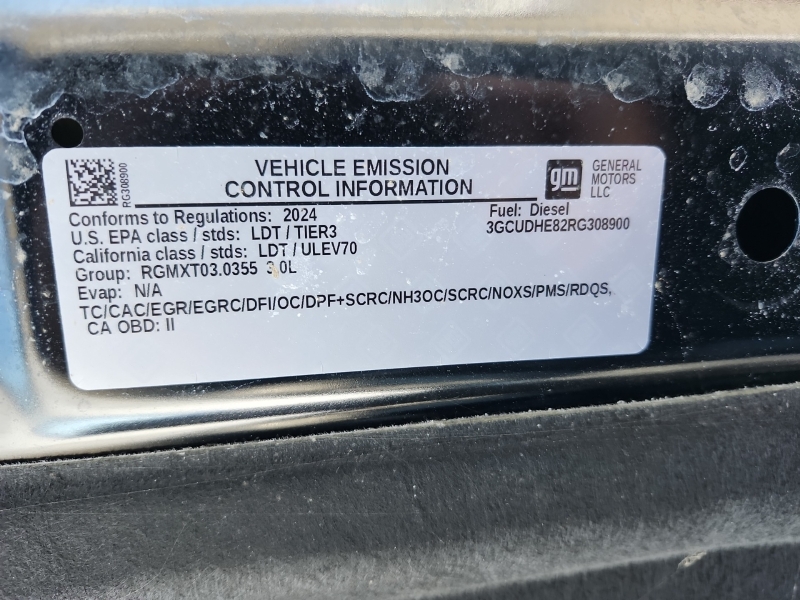 RG308900
VEHICLE EMISSION
CONTROL INFORMATION
gm
GENERAL
MOTORS
LLC
Conforms to Regulations: 2024
Fuel: Diesel
U.S. EPA class / stds: LDT / TIER3
3GCUDHE82RG308900
California class / stds: LDT / ULEV70
Group: RGMXT03.0355 3.0L
Evap: N/A
TC/CAC/EGR/EGRC/DFI/OC/DPF+SCRC/NH3OC/SCRC/NOXS/PMS/RDQS,
CA OBD: II